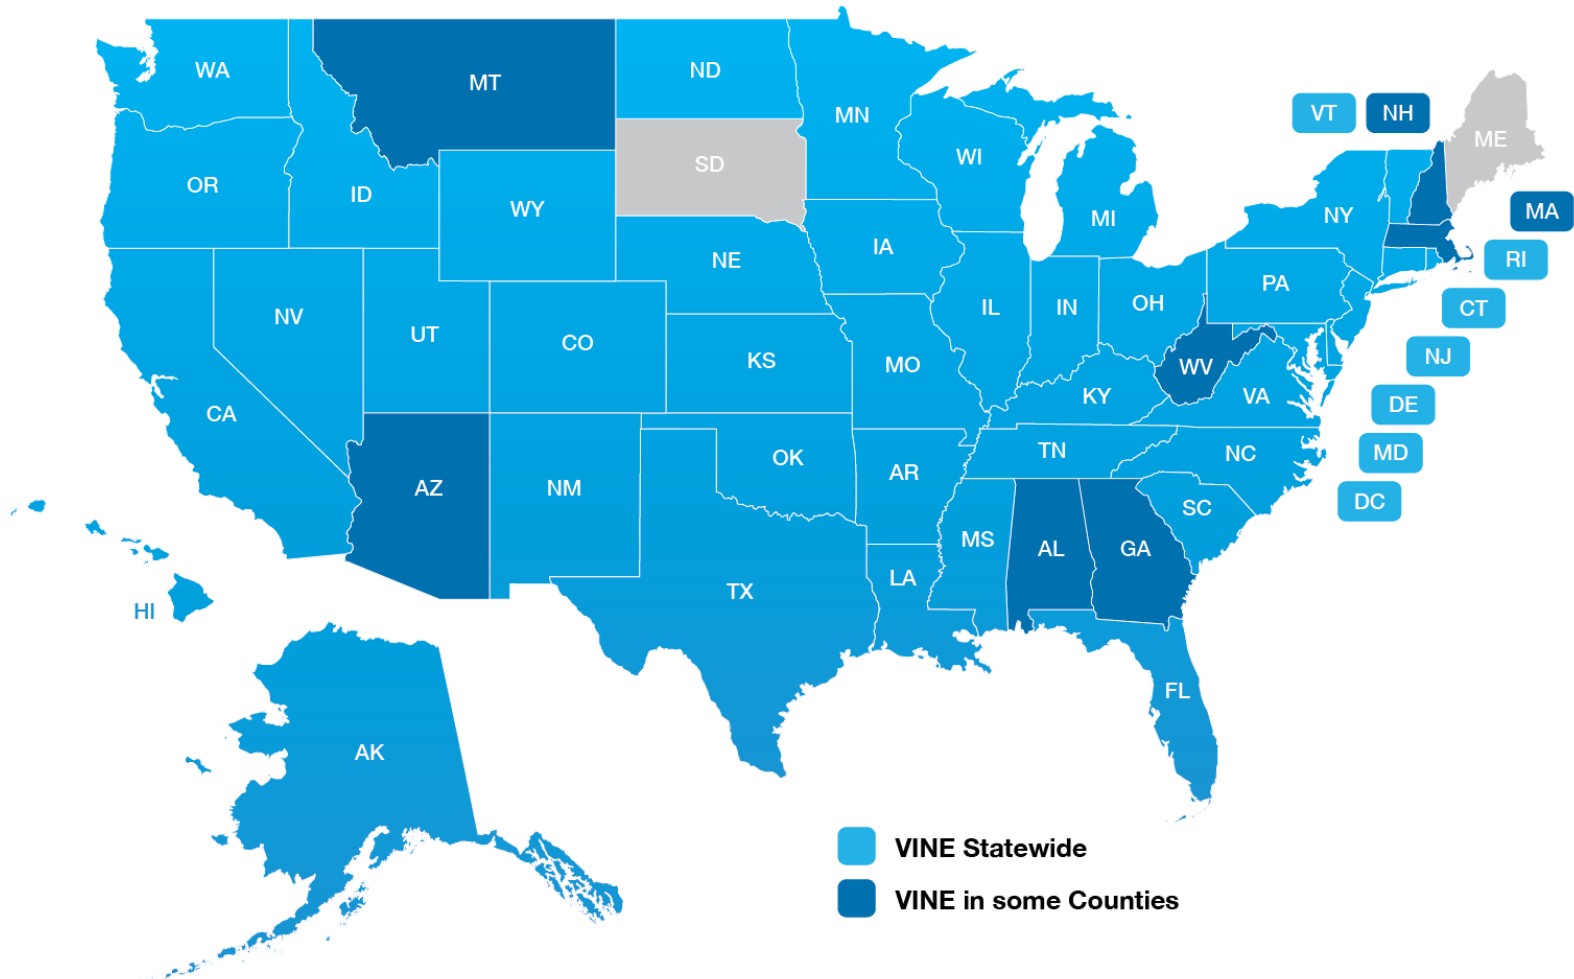 WA
MT
ND
MN
VT
NH
ME
OR
ID
SD
WI
WY
MI
NY
MA
NE
IA
RI
PA
NV
UT
CO
IL
IN
OH
CT
KS
MO
WV
NJ
CA
KY
VA
DE
AZ
NM
OK
AR
TN
NC
MD
SC
DC
MS
AL
GA
TX
LA
HI
FL
AK
VINE Statewide
VINE in some Counties